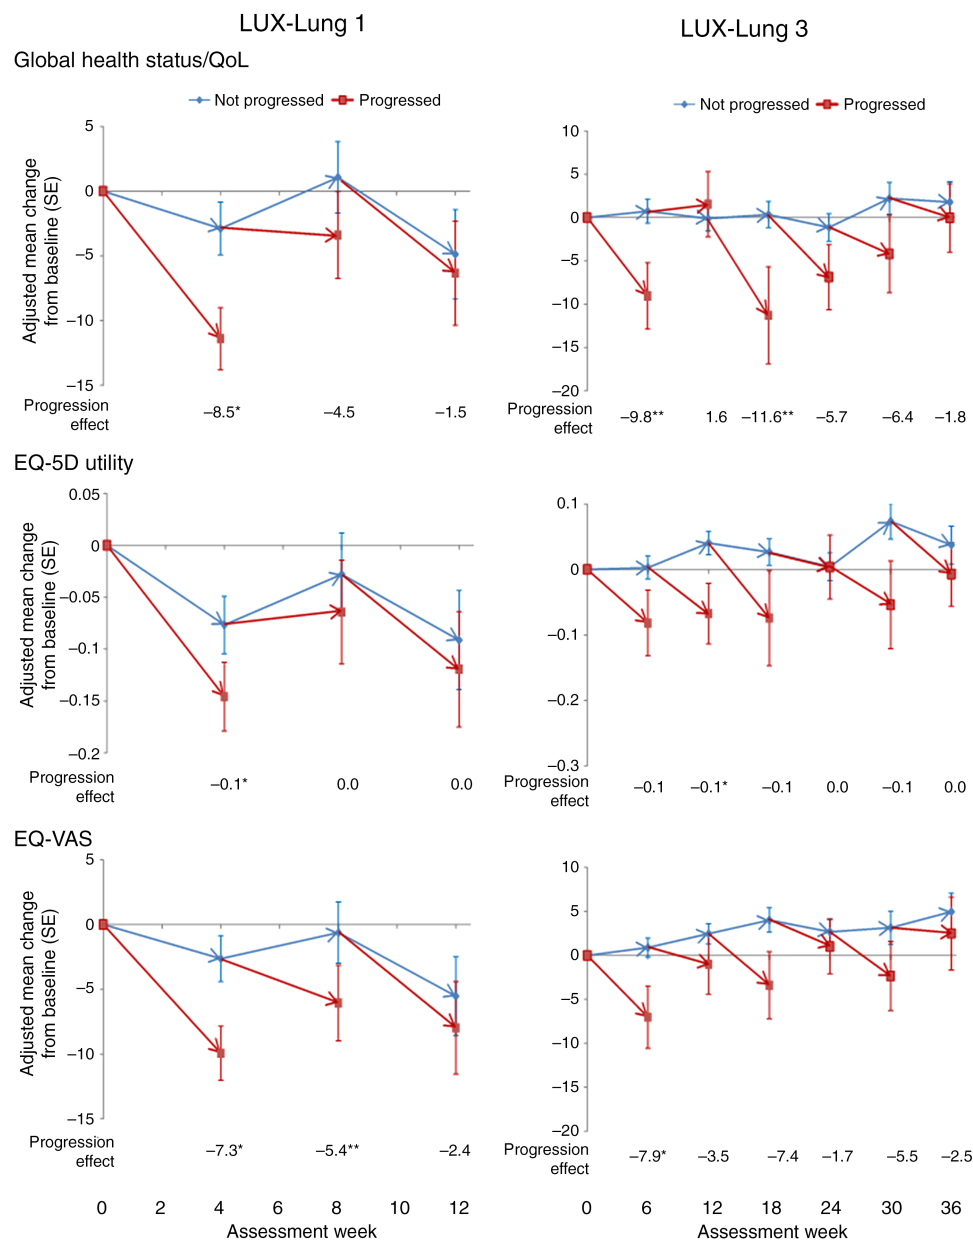 LUX-Lung 1
LUX-Lung 3
Global health status/QoL
Not progressed Progressed
Adjusted mean change
from baseline (SE)
5
0
–5
–10
–15
Progression
effect
–8.5* –4.5 –1.5
Not progressed Progressed
10
5
0
–5
–10
–15
–20
Progression
effect
–9.8** 1.6 –11.6** –5.7 –6.4 –1.8
EQ-5D utility
Adjusted mean change
from baseline (SE)
0.05
0
–0.05
–0.1
–0.15
–0.2
Progression
effect
–0.1* 0.0 0.0
0.1
0
–0.1
–0.2
–0.3
Progression
effect
–0.1 –0.1* –0.1 0.0 –0.1 0.0
EQ-VAS
Adjusted mean change
from baseline (SE)
5
0
–5
–10
–15
Progression
effect
–7.3* –5.4** –2.4
0 2 4 6 8 10 12
Assessment week
10
5
0
–5
–10
–15
–20
Progression
effect
–7.9* –3.5 –7.4 –1.7 –5.5 –2.5
0 6 12 18 24 30 36
Assessment week